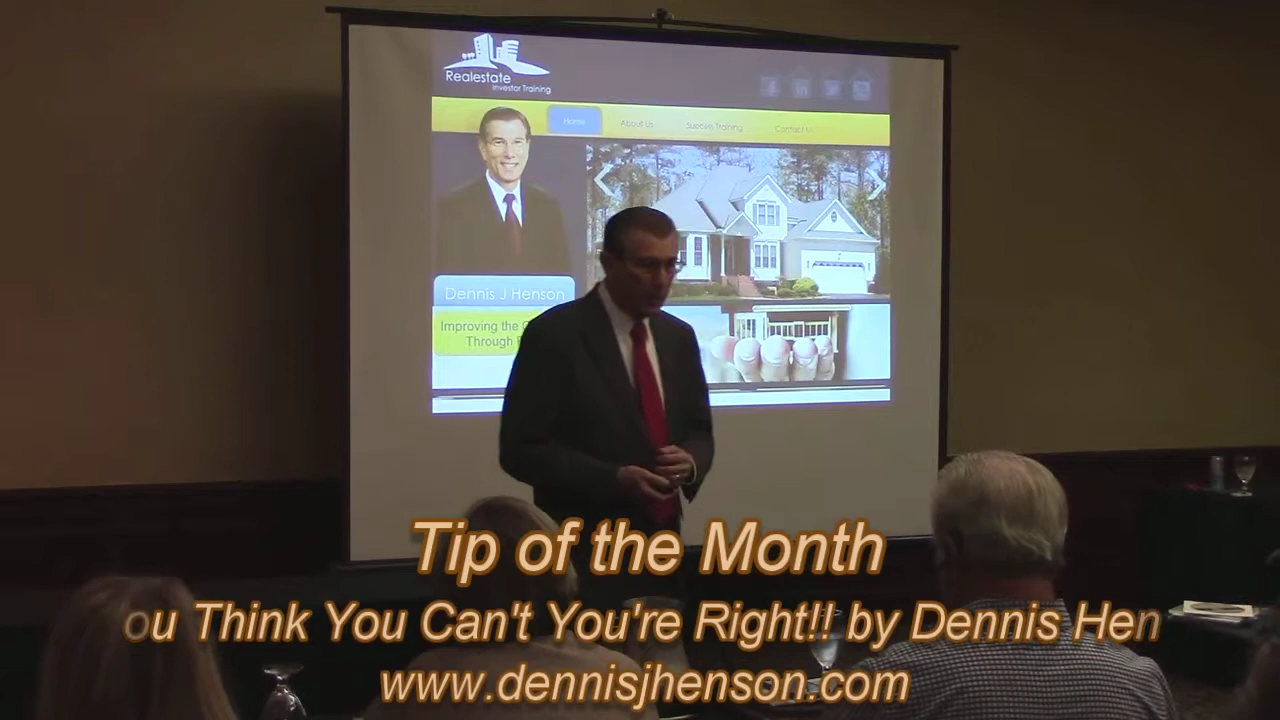 Realestate
Investor Training
Home About Us Success Training Contact
Dennis J Henson
Improving the
Through
Tip of the Month
ou Think You Can't You're Right!! by Dennis Hen
www.dennisjhenson.com